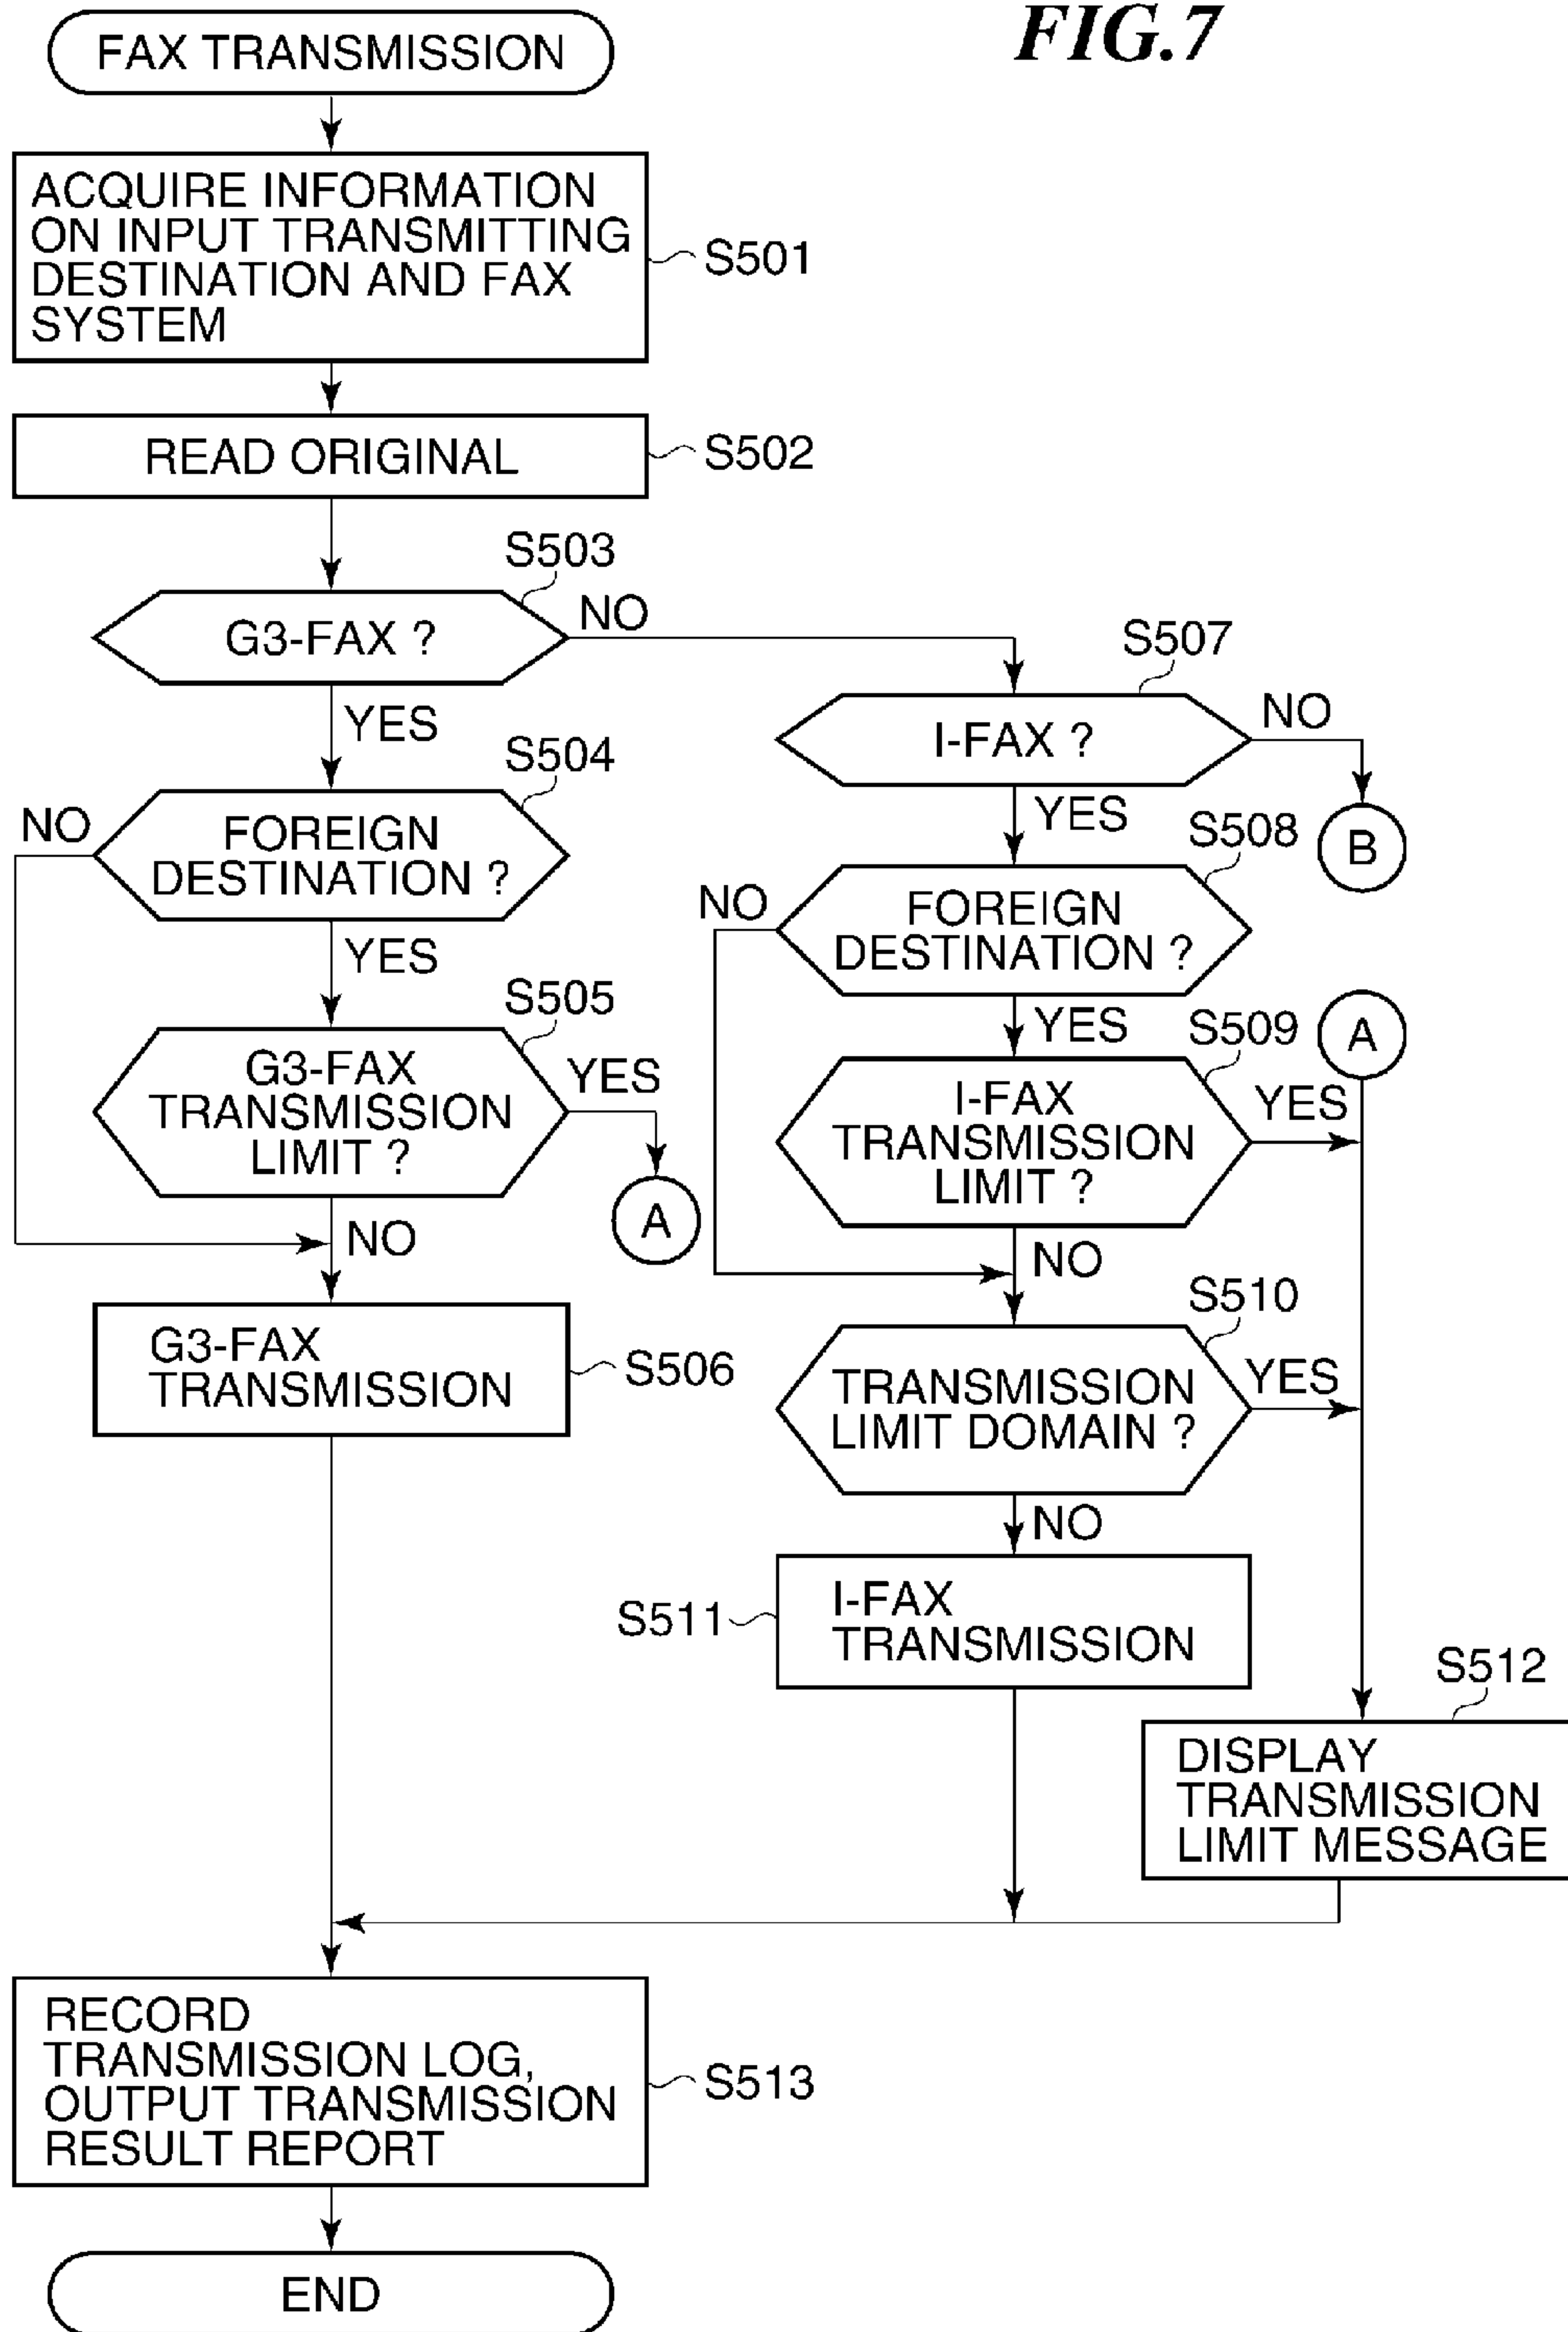 FIG.7
FAX TRANSMISSION
ACQUIRE INFORMATION
ON INPUT TRANSMITTING
DESTINATION AND FAX
SYSTEM
S501
READ ORIGINAL
S502
S503
G3-FAX ?
NO
YES
S504
NO
FOREIGN
DESTINATION ?
YES
S505
G3-FAX
TRANSMISSION
LIMIT ?
YES
A
NO
G3-FAX
TRANSMISSION
S506
S507
I-FAX ?
NO
B
YES
S508
NO
FOREIGN
DESTINATION ?
YES
S509
A
I-FAX
TRANSMISSION
LIMIT ?
YES
NO
S510
TRANSMISSION
LIMIT DOMAIN ?
YES
NO
S511
I-FAX
TRANSMISSION
S512
DISPLAY
TRANSMISSION
LIMIT MESSAGE
RECORD
TRANSMISSION LOG,
OUTPUT TRANSMISSION
RESULT REPORT
S513
END